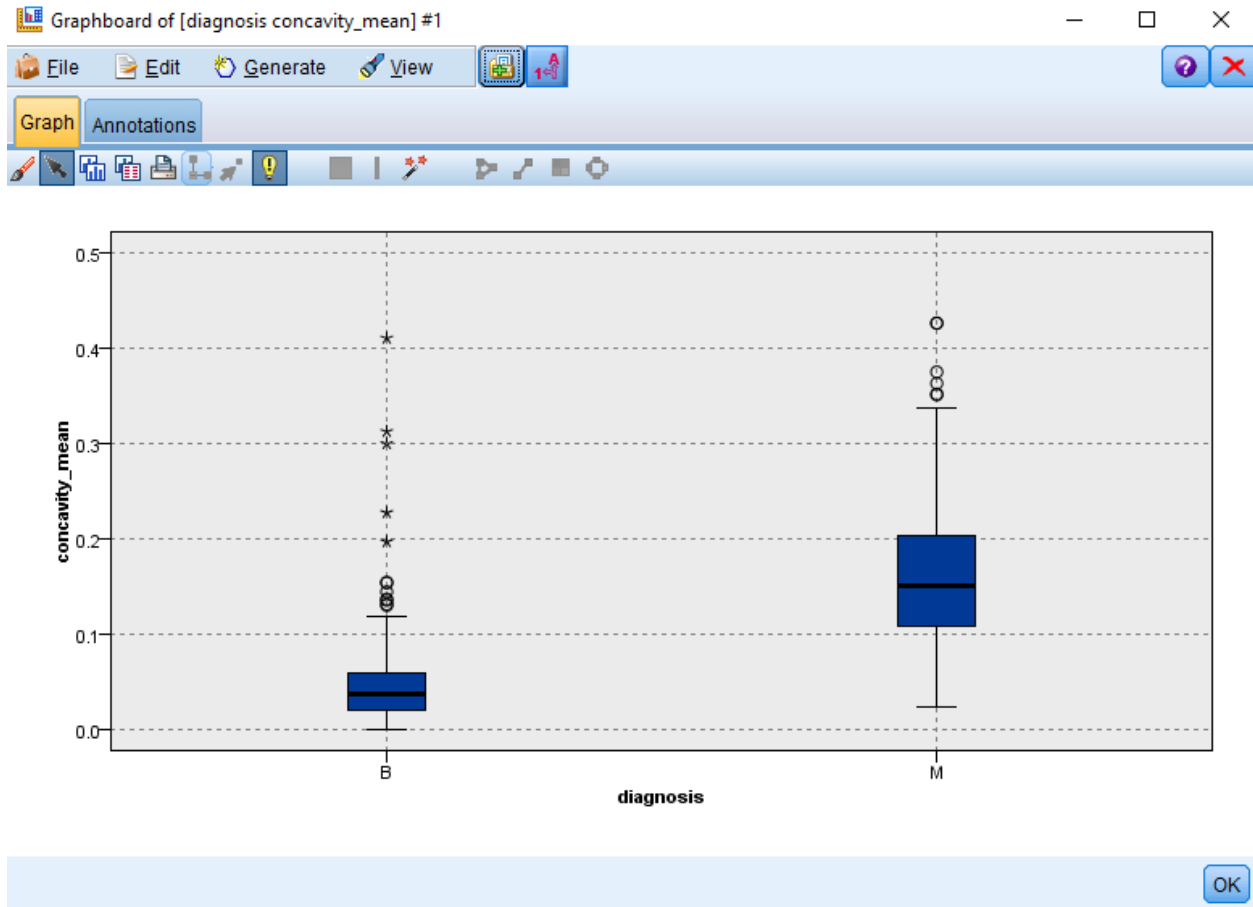 Graphboard of [diagnosis concavity_mean] #1
File Edit Generate View
Graph Annotations
0.5
0.4
0.3
0.2
0.1
0.0
concavity_mean
B M
diagnosis
OK